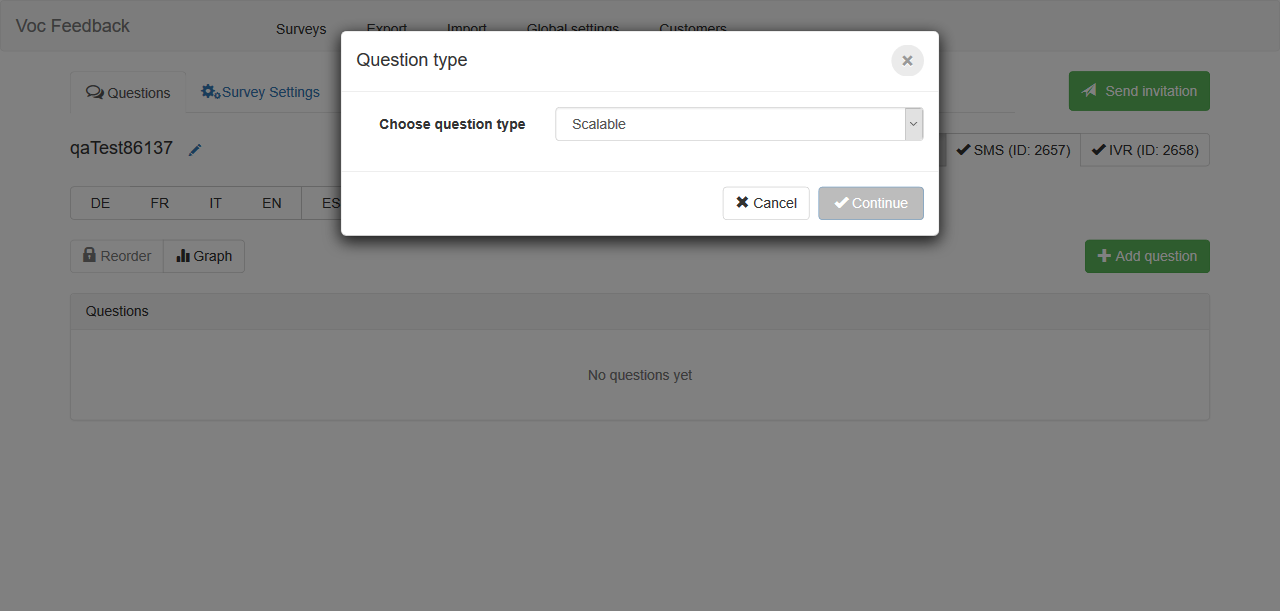 Voc Feedback
Surveys
Export
Import
Global settings
Customers
Question type
Choose question type
Scalable
Cancel
Continue
Questions
Survey Settings
Send invitation
qaTest86137
SMS (ID: 2657)
IVR (ID: 2658)
DE
FR
IT
EN
ES
Reorder
Graph
Add question
Questions
No questions yet